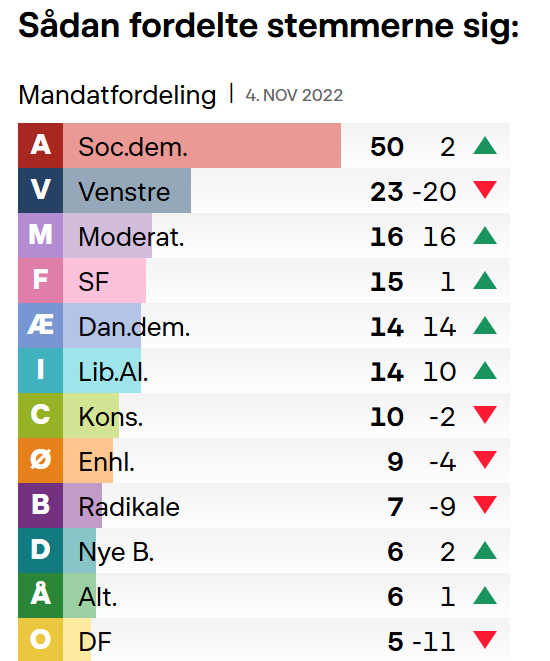 Sådan fordelte stemmerne sig:
Mandatfordeling | 4. NOV 2022
A Soc.dem. 50 2
V Venstre 23 -20
M Moderat. 16 16
F SF 15 1
Æ Dan.dem. 14 14
I Lib.Al. 14 10
C Kons. 10 -2
Ø Enhl. 9 -4
B Radikale 7 -9
D Nye B. 6 2
Å Alt. 6 1
O DF 5 -11